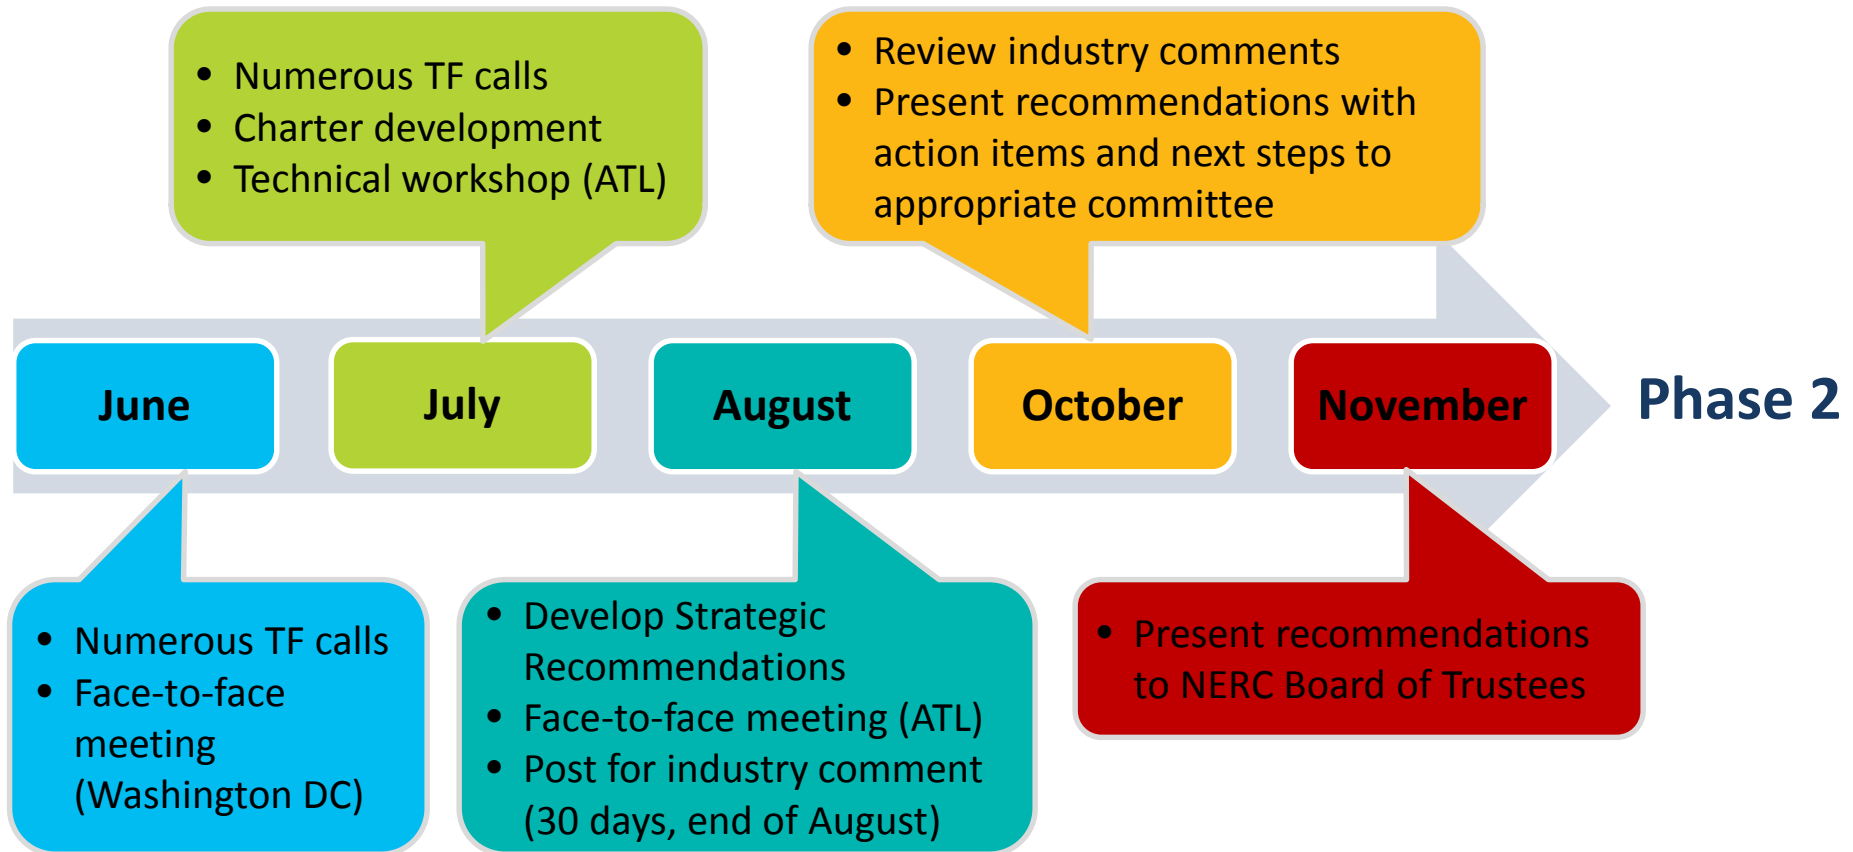 • Numerous TF calls
• Charter development
• Technical workshop (ATL)
• Review industry comments
• Present recommendations with
action items and next steps to
appropriate committee
June
July
August
October
November
Phase 2
• Numerous TF calls
• Face-to-face
meeting
(Washington DC)
• Develop Strategic
Recommendations
• Face-to-face meeting (ATL)
• Post for industry comment
(30 days, end of August)
• Present recommendations
to NERC Board of Trustees